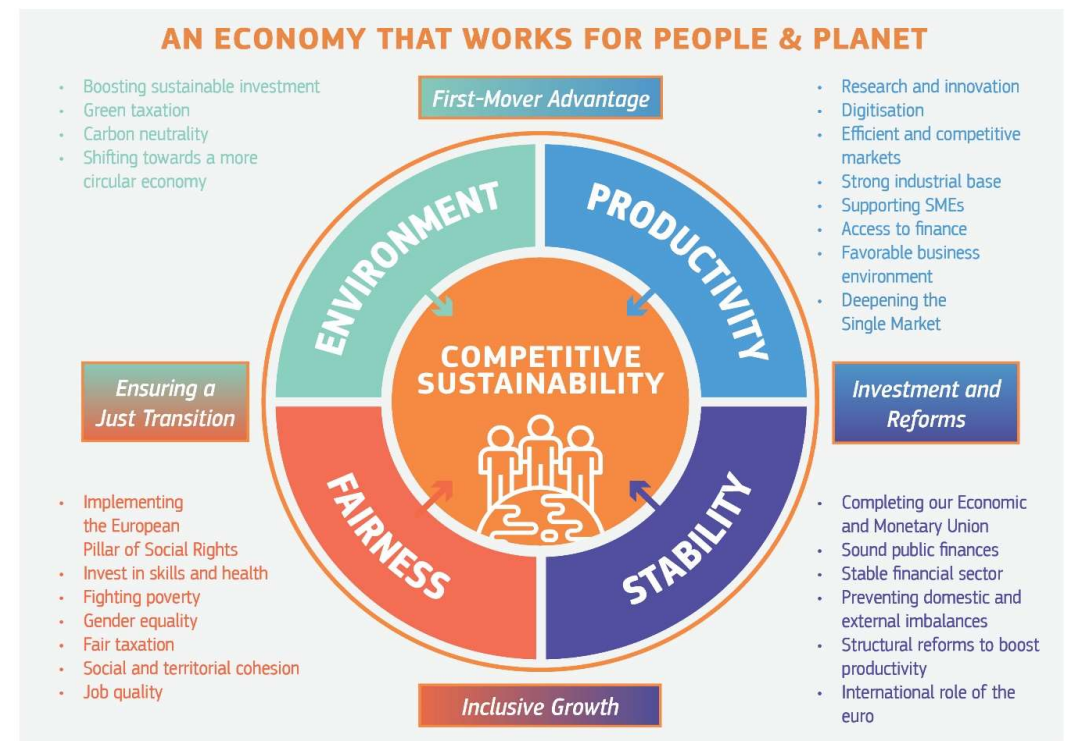 AN ECONOMY THAT WORKS FOR PEOPLE & PLANET
• Boosting sustainable investment
• Green taxation
• Carbon neutrality
• Shifting towards a more
circular economy
First-Mover Advantage
• Research and innovation
• Digitisation
• Efficient and competitive
markets
• Strong industrial base
• Supporting SMEs
• Access to finance
• Favorable business
environment
• Deepening the
Single Market
ENVIRONMENT
PRODUCTIVITY
COMPETITIVE
SUSTAINABILITY
Ensuring a
Just Transition
Investment and
Reforms
FAIRNESS
STABILITY
• Implementing
the European
Pillar of Social Rights
• Invest in skills and health
• Fighting poverty
• Gender equality
• Fair taxation
• Social and territorial cohesion
• Job quality
• Completing our Economic
and Monetary Union
• Sound public finances
• Stable financial sector
• Preventing domestic and
external imbalances
• Structural reforms to boost
productivity
• International role of the
euro
Inclusive Growth